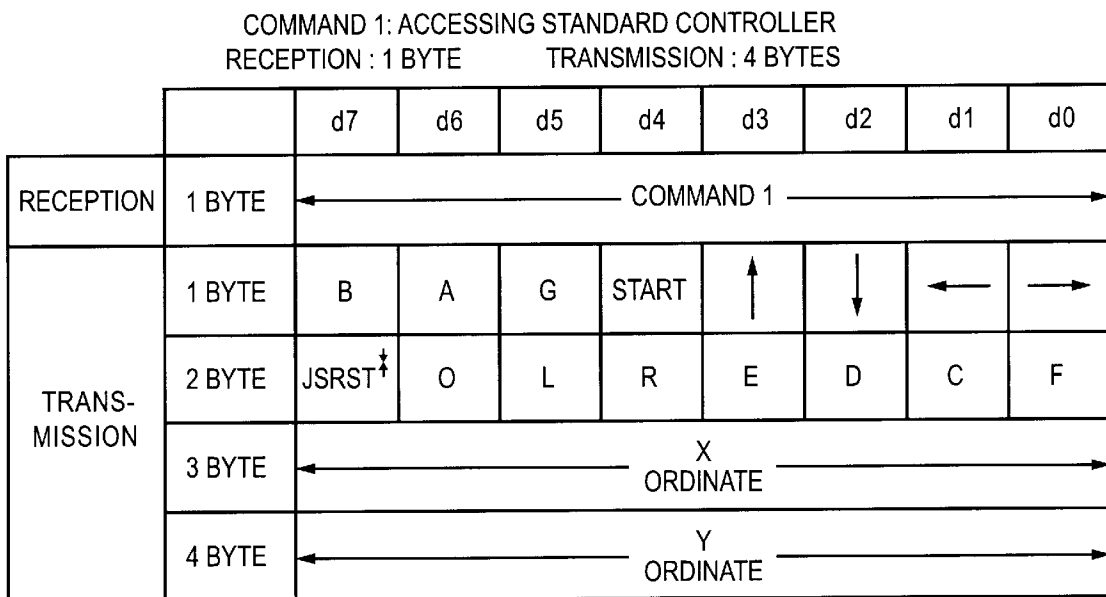 COMMAND 1: ACCESSING STANDARD CONTROLLER
RECEPTION : 1 BYTE TRANSMISSION : 4 BYTES
d7 d6 d5 d4 d3 d2 d1 d0
RECEPTION 1 BYTE COMMAND 1
TRANS-
MISSION
1 BYTE B A G START ↑ ↓ ← →
2 BYTE JSRST O L R E D C F
3 BYTE X
ORDINATE
4 BYTE Y
ORDINATE